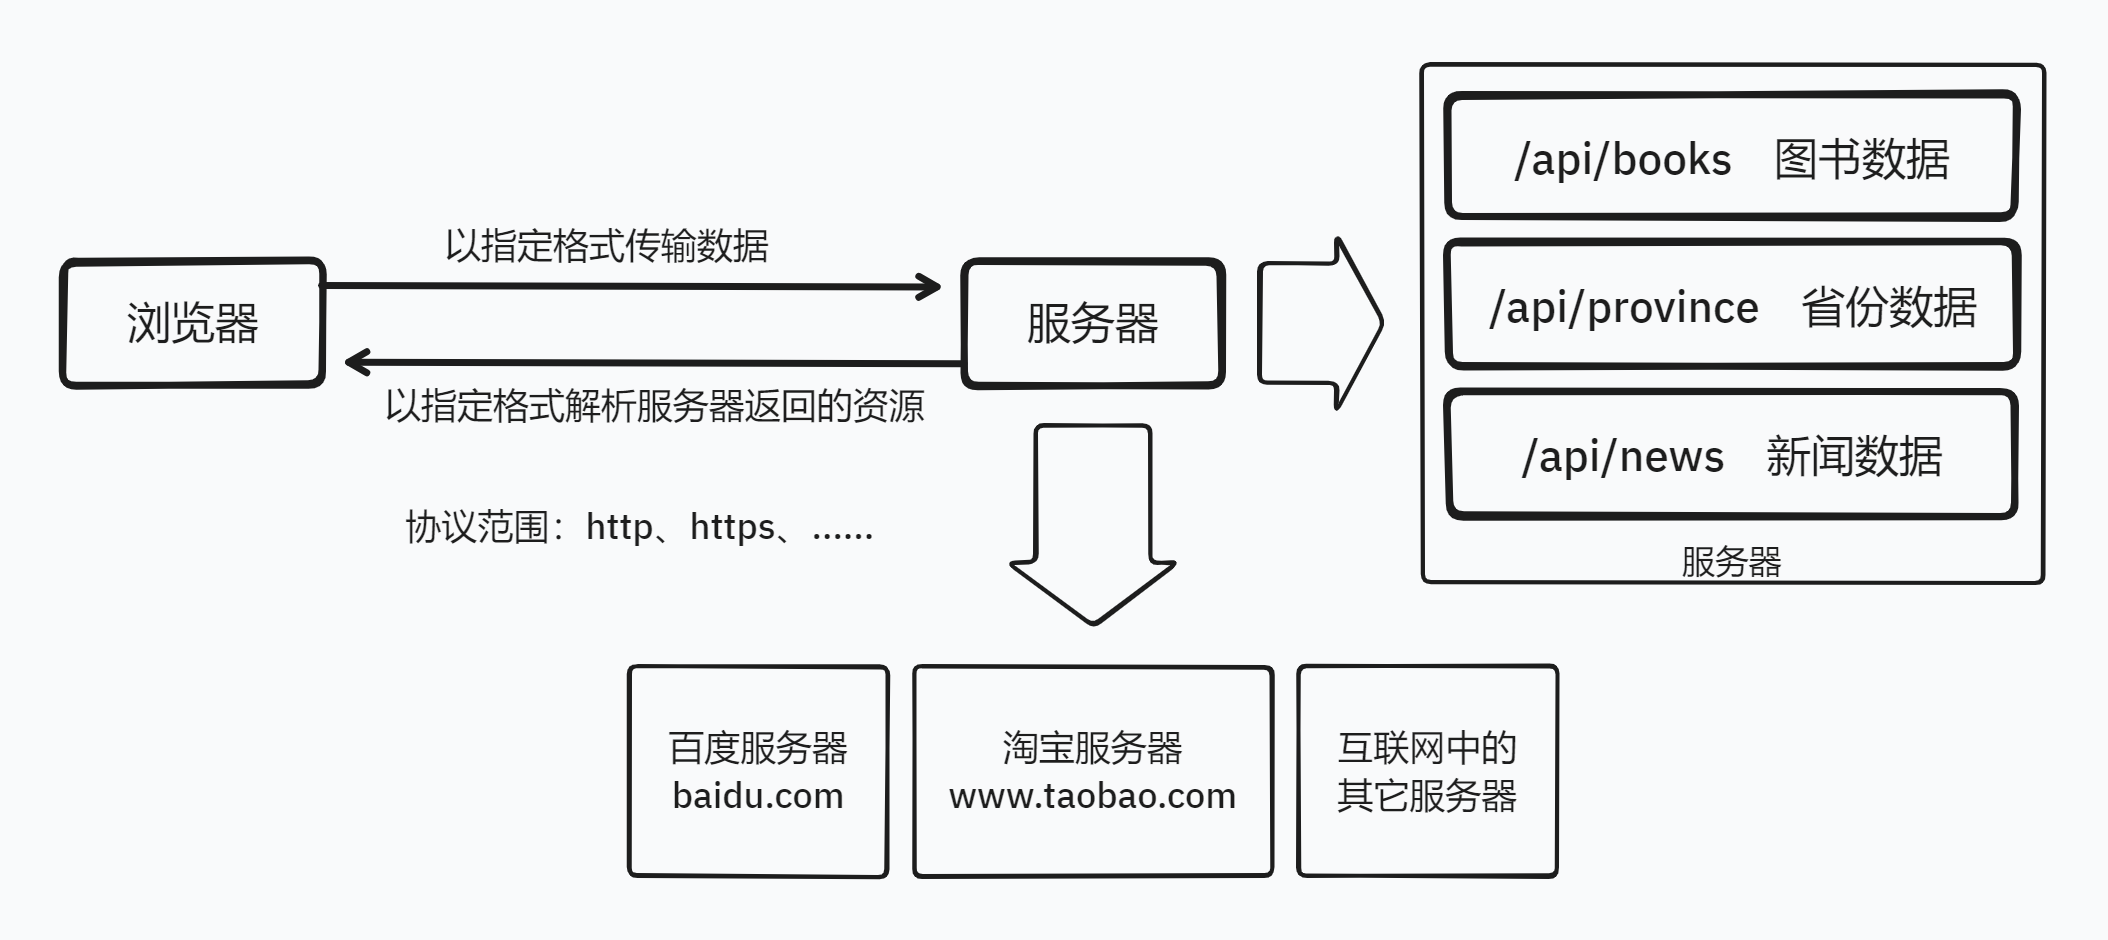 以指定格式传输数据
浏览器
服务器
以指定格式解析服务器返回的资源
协议范围：http、https、......
/api/books 图书数据
/api/province 省份数据
/api/news 新闻数据
服务器
百度服务器
baidu.com
淘宝服务器
www.taobao.com
互联网中的
其它服务器